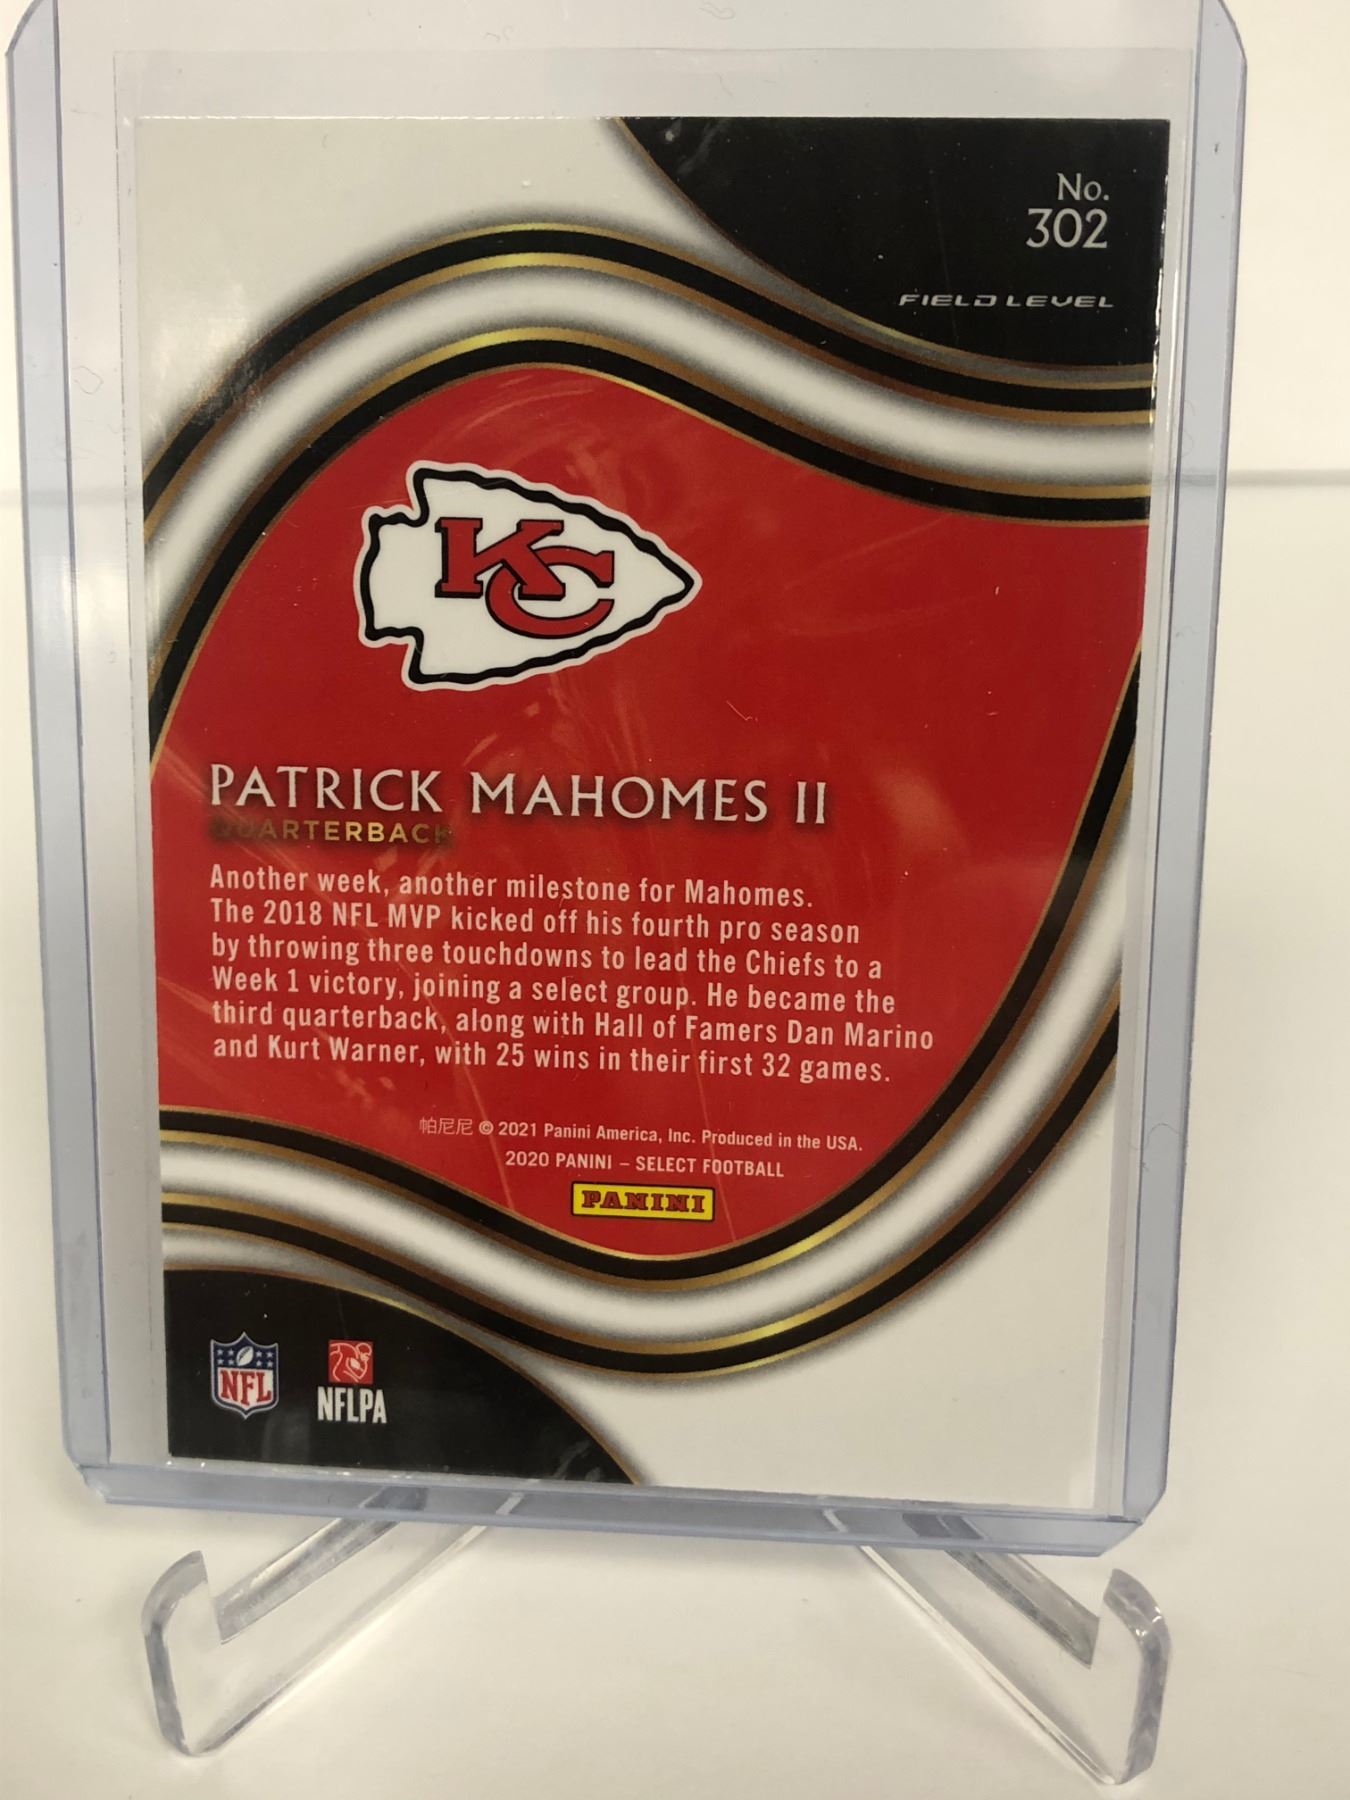 No.
302
FIELD LEVEL
KC
PATRICK MAHOMES II
QUARTERBACK
Another week, another milestone for Mahomes.
The 2018 NFL MVP kicked off his fourth pro season
by throwing three touchdowns to lead the Chiefs to a
Week 1 victory, joining a select group. He became the
third quarterback, along with Hall of Famers Dan Marino
and Kurt Warner, with 25 wins in their first 32 games.
帕尼尼 © 2021 Panini America, Inc. Produced in the USA.
2020 PANINI – SELECT FOOTBALL
PANINI
NFL
NFLPA